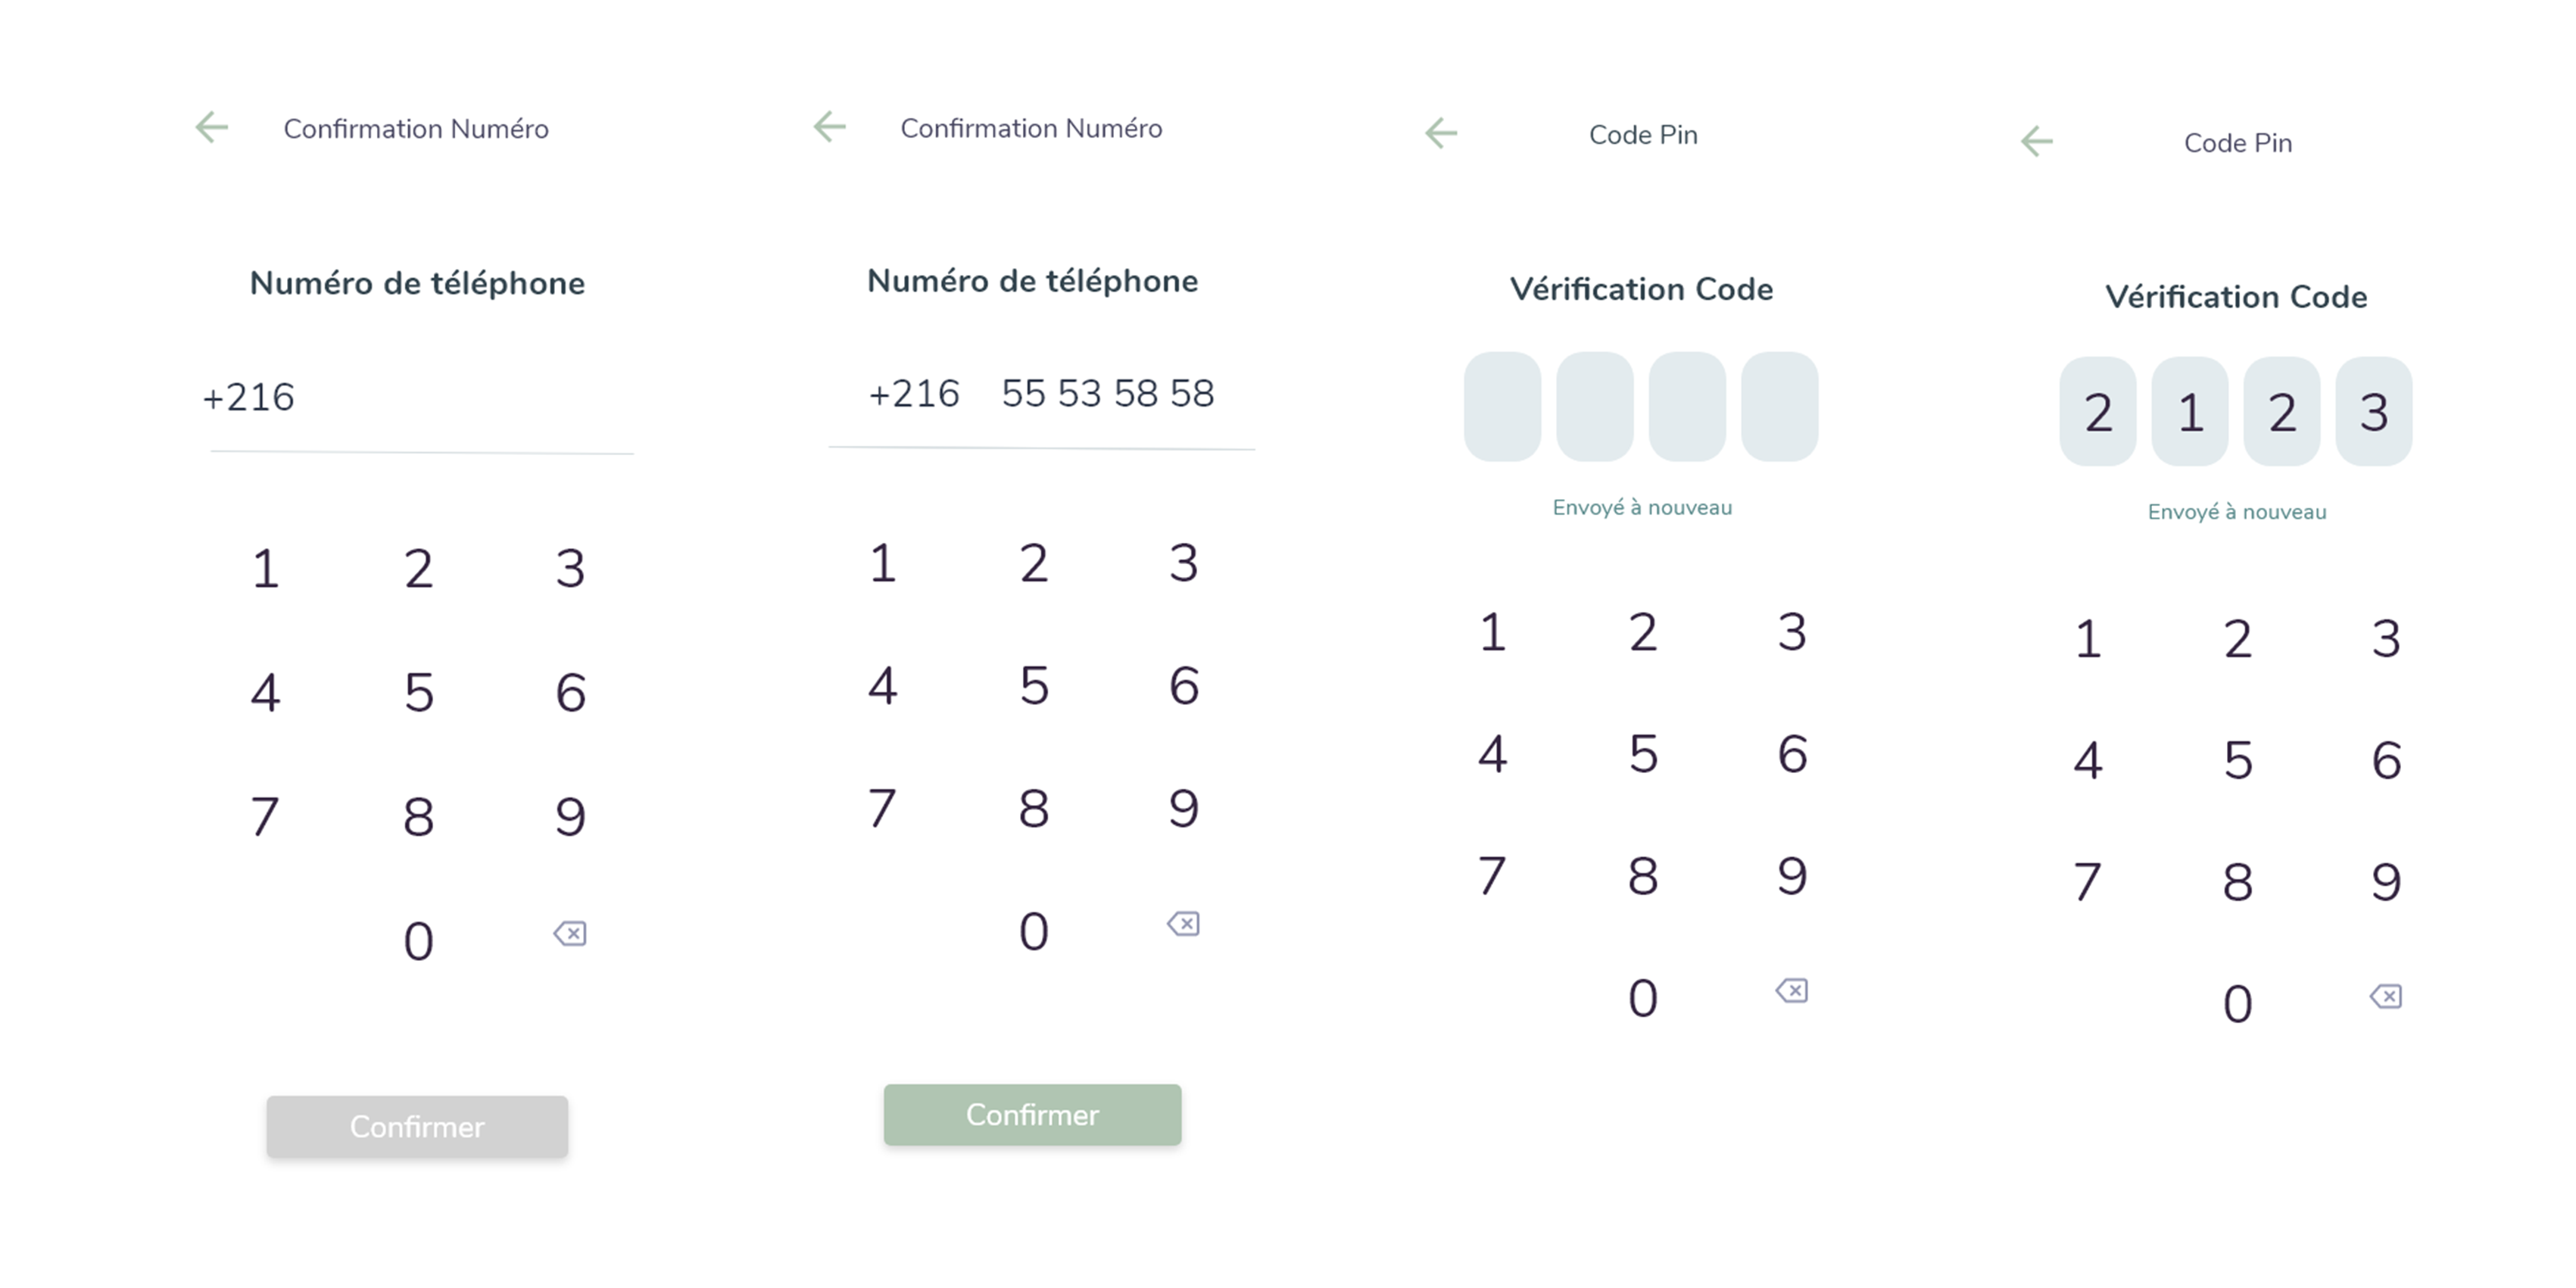 Confirmation Numéro
Numéro de téléphone
+216
1 2 3
4 5 6
7 8 9
0
Confirmer
Confirmation Numéro
Numéro de téléphone
+216 55 53 58 58
1 2 3
4 5 6
7 8 9
0
Confirmer
Code Pin
Vérification Code
Envoyé à nouveau
1 2 3
4 5 6
7 8 9
0
Code Pin
Vérification Code
2 1 2 3
Envoyé à nouveau
1 2 3
4 5 6
7 8 9
0